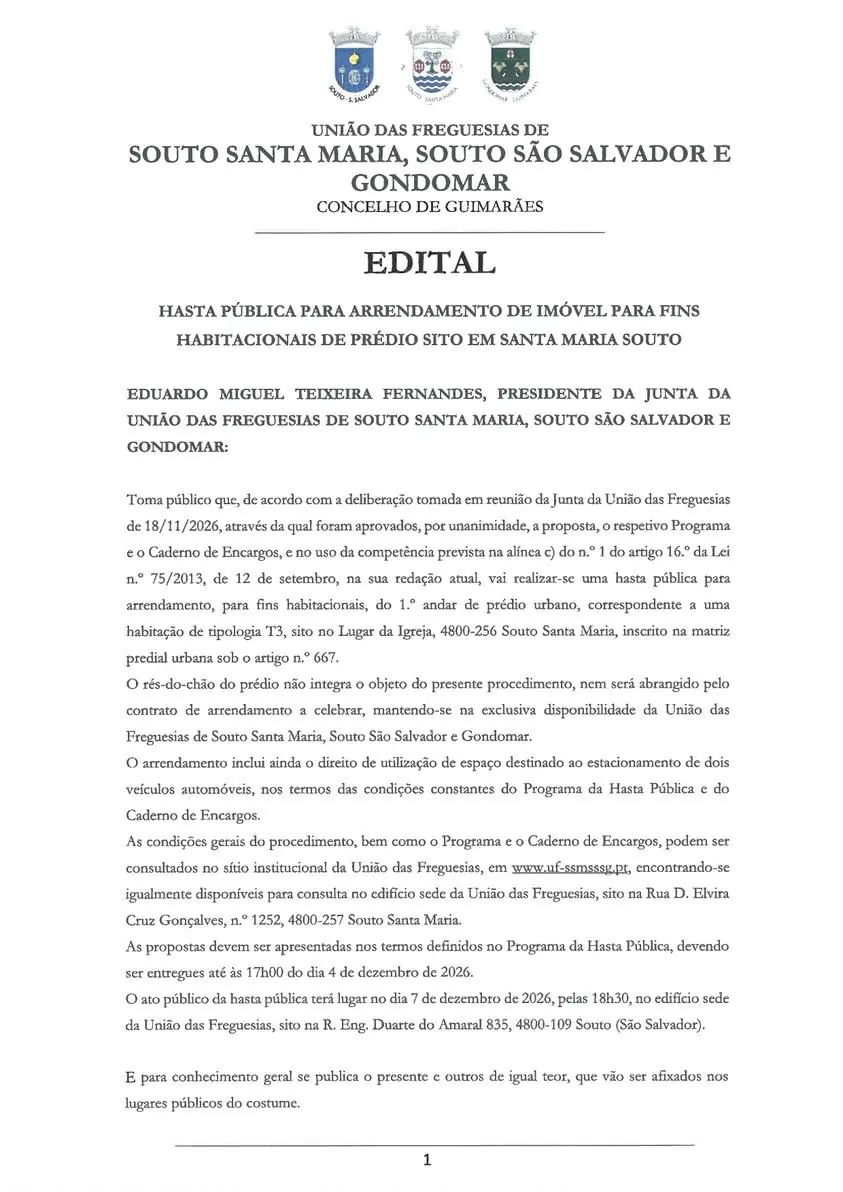 SOUTO - S. SALVADOR
SOUTO SANTA MARIA
GONDOMAR GUIMARÃES
UNIÃO DAS FREGUESIAS DE
SOUTO SANTA MARIA, SOUTO SÃO SALVADOR E
GONDOMAR
CONCELHO DE GUIMARÃES
EDITAL
HASTA PÚBLICA PARA ARRENDAMENTO DE IMÓVEL PARA FINS
HABITACIONAIS DE PRÉDIO SITO EM SANTA MARIA SOUTO
EDUARDO MIGUEL TEIXEIRA FERNANDES, PRESIDENTE DA JUNTA DA
UNIÃO DAS FREGUESIAS DE SOUTO SANTA MARIA, SOUTO SÃO SALVADOR E
GONDOMAR:
Toma público que, de acordo com a deliberação tomada em reunião da Junta da União das Freguesias
de 18/11/2026, através da qual foram aprovados, por unanimidade, a proposta, o respetivo Programa
e o Caderno de Encargos, e no uso da competência prevista na alínea c) do n.º 1 do artigo 16.º da Lei
n.º 75/2013, de 12 de setembro, na sua redação atual, vai realizar-se uma hasta pública para
arrendamento, para fins habitacionais, do 1.º andar de prédio urbano, correspondente a uma
habitação de tipologia T3, sito no Lugar da Igreja, 4800-256 Souto Santa Maria, inscrito na matriz
predial urbana sob o artigo n.º 667.
O rés-do-chão do prédio não integra o objeto do presente procedimento, nem será abrangido pelo
contrato de arrendamento a celebrar, mantendo-se na exclusiva disponibilidade da União das
Freguesias de Souto Santa Maria, Souto São Salvador e Gondomar.
O arrendamento inclui ainda o direito de utilização de espaço destinado ao estacionamento de dois
veículos automóveis, nos termos das condições constantes do Programa da Hasta Pública e do
Caderno de Encargos.
As condições gerais do procedimento, bem como o Programa e o Caderno de Encargos, podem ser
consultados no sítio institucional da União das Freguesias, em www.uf-ssmsssg.pt, encontrando-se
igualmente disponíveis para consulta no edifício sede da União das Freguesias, sito na Rua D. Elvira
Cruz Gonçalves, n.º 1252, 4800-257 Souto Santa Maria.
As propostas devem ser apresentadas nos termos definidos no Programa da Hasta Pública, devendo
ser entregues até às 17h00 do dia 4 de dezembro de 2026.
O ato público da hasta pública terá lugar no dia 7 de dezembro de 2026, pelas 18h30, no edifício sede
da União das Freguesias, sito na R. Eng. Duarte do Amaral 835, 4800-109 Souto (São Salvador).
E para conhecimento geral se publica o presente e outros de igual teor, que vão ser afixados nos
lugares públicos do costume.
1